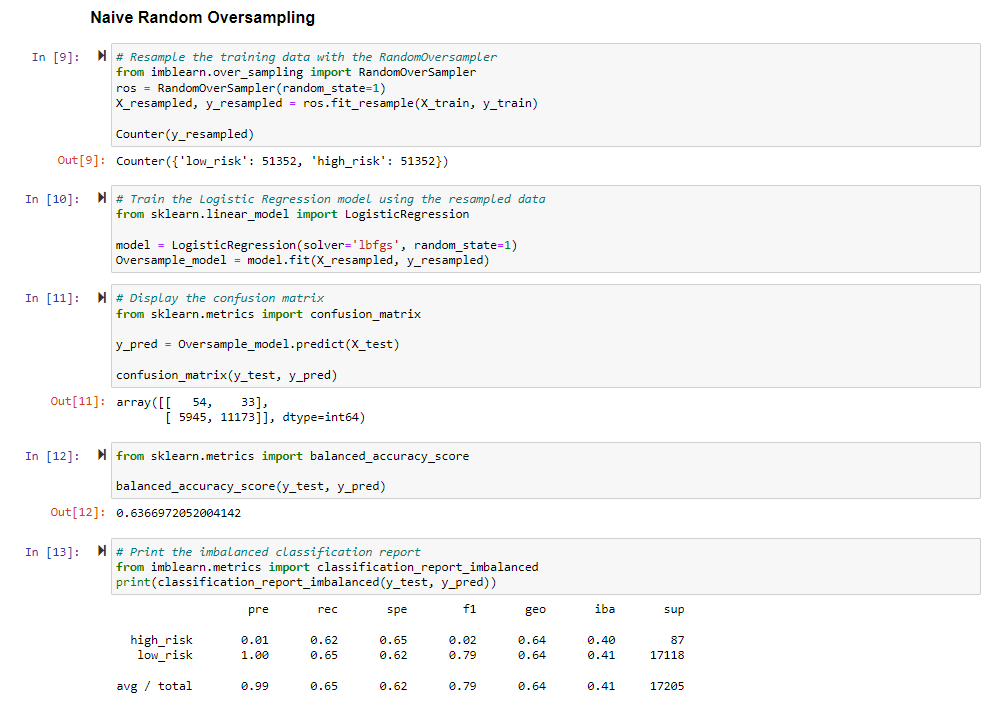 Naive Random Oversampling
In [9]:
# Resample the training data with the RandomOversampler
from imblearn.over_sampling import RandomOverSampler
ros = RandomOverSampler(random_state=1)
X_resampled, y_resampled = ros.fit_resample(X_train, y_train)
Counter(y_resampled)
Out[9]: Counter({'low_risk': 51352, 'high_risk': 51352})
In [10]:
# Train the Logistic Regression model using the resampled data
from sklearn.linear_model import LogisticRegression
model = LogisticRegression(solver='lbfgs', random_state=1)
Oversample_model = model.fit(X_resampled, y_resampled)
In [11]:
# Display the confusion matrix
from sklearn.metrics import confusion_matrix
y_pred = Oversample_model.predict(X_test)
confusion_matrix(y_test, y_pred)
Out[11]: array([[   54,    33],
       [ 5945, 11173]], dtype=int64)
In [12]:
from sklearn.metrics import balanced_accuracy_score
balanced_accuracy_score(y_test, y_pred)
Out[12]: 0.6366972052004142
In [13]:
# Print the imbalanced classification report
from imblearn.metrics import classification_report_imbalanced
print(classification_report_imbalanced(y_test, y_pred))
pre rec spe f1 geo iba sup
high_risk 0.01 0.62 0.65 0.02 0.64 0.40 87
low_risk 1.00 0.65 0.62 0.79 0.64 0.41 17118
avg / total 0.99 0.65 0.62 0.79 0.64 0.41 17205